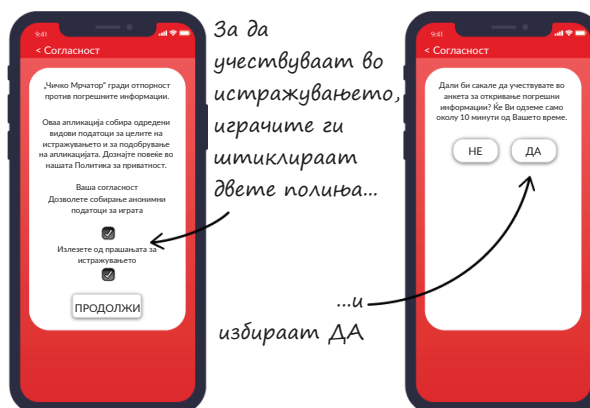 9:41
< Согласност
„Чичко Мрчатор“ гради отпорност
против погрешните информации.
Оваа апликација собира одредени
видови податоци за целите на
истражувањето и за подобрување
на апликацијата. Дознајте повеќе во
нашата Политика за приватност.
Ваша согласност
Дозволете собирање анонимни
податоци за играта
Излезете од прашањата за
истражувањето
ПРОДОЛЖИ
За да
учествуваат во
истражувањето,
играчите ги
штиклираат
двете полиња...
...и
избираат ДА
9:41
< Согласност
Дали би сакале да учествувате во
анкета за откривање погрешни
информации? Ќе Ви одземе само
околу 10 минути од Вашето време.
НЕ ДА